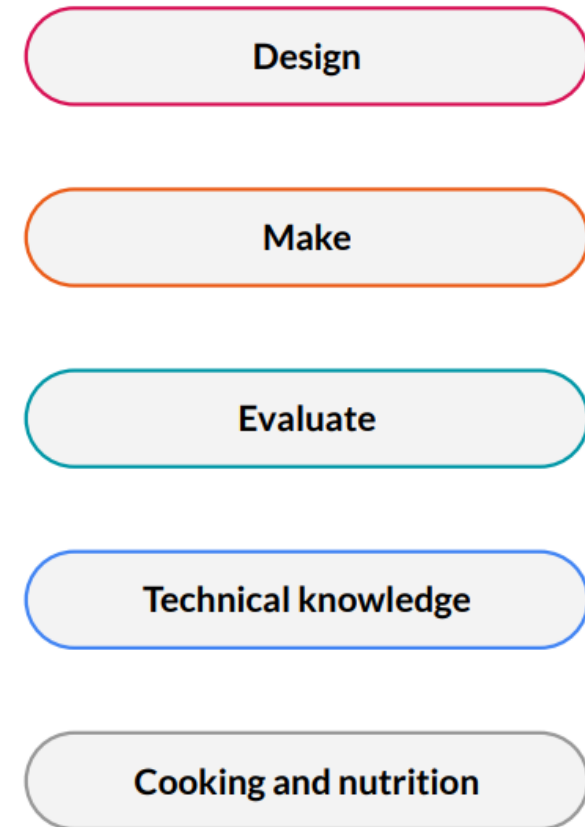 Design
Make
Evaluate
Technical knowledge
Cooking and nutrition